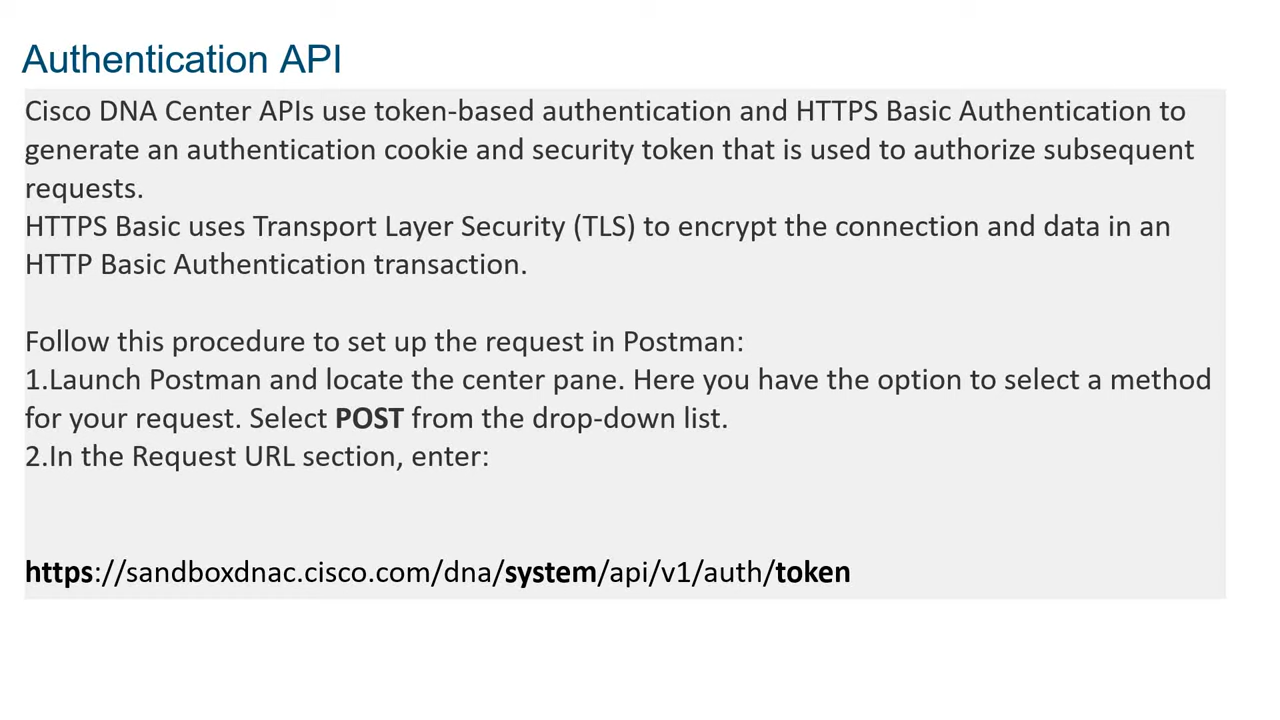 Authentication API
Cisco DNA Center APIs use token-based authentication and HTTPS Basic Authentication to
generate an authentication cookie and security token that is used to authorize subsequent
requests.
HTTPS Basic uses Transport Layer Security (TLS) to encrypt the connection and data in an
HTTP Basic Authentication transaction.
Follow this procedure to set up the request in Postman:
1.Launch Postman and locate the center pane. Here you have the option to select a method
for your request. Select POST from the drop-down list.
2.In the Request URL section, enter:
https://sandboxdnac.cisco.com/dna/system/api/v1/auth/token